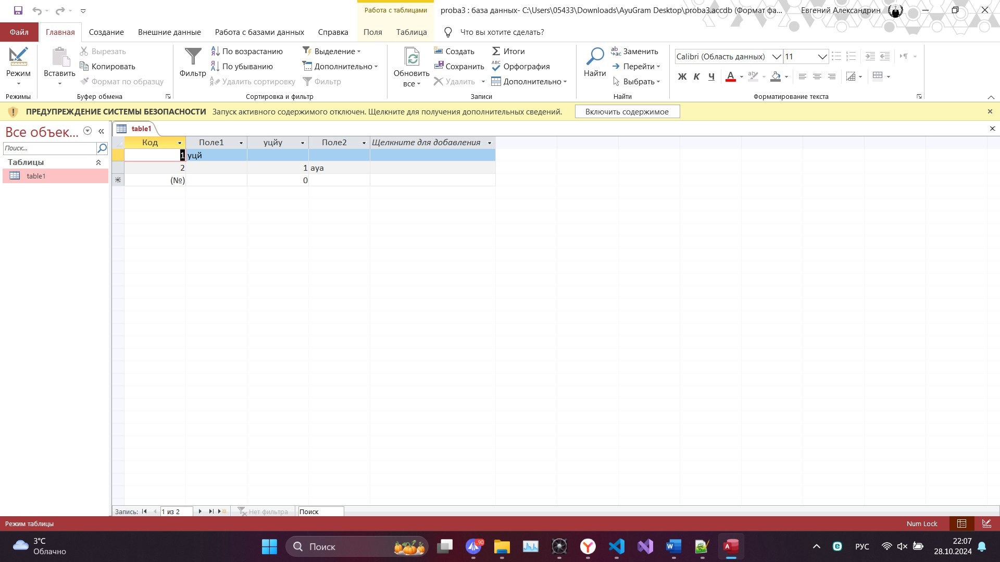 Работа с таблицами
proba3 : база данных- C:\Users\05433\Downloads\AyuGram Desktop\proba3.accdb (Формат фа...
Евгений Александрин
Файл Главная Создание Внешние данные Работа с базами данных Справка Поля Таблица Что вы хотите сделать?
Режим
Режимы
Вставить
Вырезать
Копировать
Формат по образцу
Буфер обмена
Фильтр
По возрастанию
По убыванию
Удалить сортировку
Выделение
Дополнительно
Фильтр
Сортировка и фильтр
Обновить
все
Создать
Сохранить
Удалить
Итоги
Орфография
Дополнительно
Записи
Найти
Заменить
Перейти
Выбрать
Найти
Calibri (Область данных) 11
Ж К Ч
Форматирование текста
ПРЕДУПРЕЖДЕНИЕ СИСТЕМЫ БЕЗОПАСНОСТИ Запуск активного содержимого отключен. Щелкните для получения дополнительных сведений. Включить содержимое
Все объек...
Поиск...
Таблицы
table1
table1
Код Поле1 уцйу Поле2 Щелкните для добавления
1 уцй
2 1 ауа
(№) 0
Запись: 1 из 2 Нет фильтра Поиск
Режим таблицы Num Lock
3°C
Облачно
Поиск
90
РУС
22:07
28.10.2024